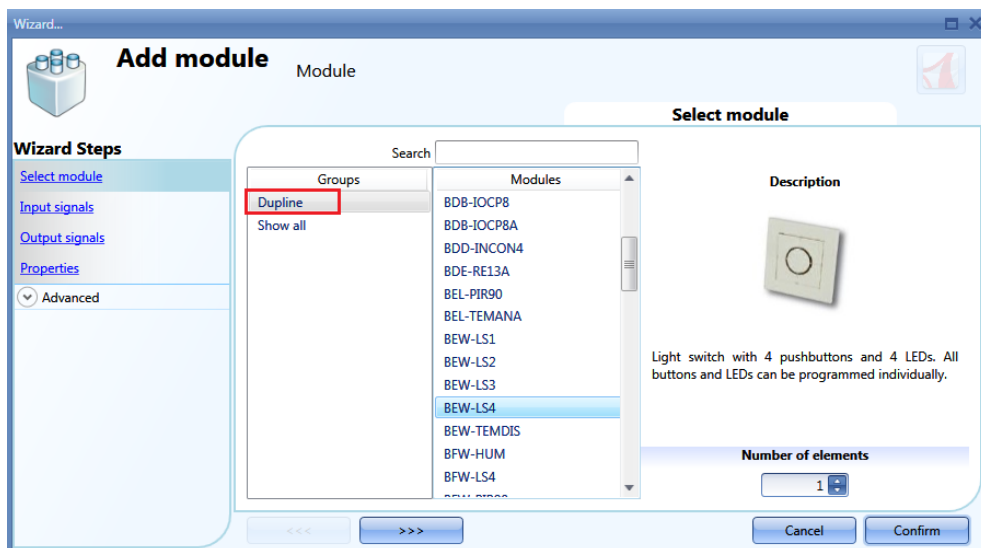 Wizard...
Add module
Module
Select module
Wizard Steps
Select module
Input signals
Output signals
Properties
Advanced
Search
Groups
Dupline
Show all
Modules
BDB-IOCP8
BDB-IOCP8A
BDD-INCON4
BDE-RE13A
BEL-PIR90
BEL-TEMANA
BEW-LS1
BEW-LS2
BEW-LS3
BEW-LS4
BEW-TEMDIS
BFW-HUM
BFW-LS4
Description
Light switch with 4 pushbuttons and 4 LEDs. All
buttons and LEDs can be programmed individually.
Number of elements
1
<<<
>>>
Cancel
Confirm